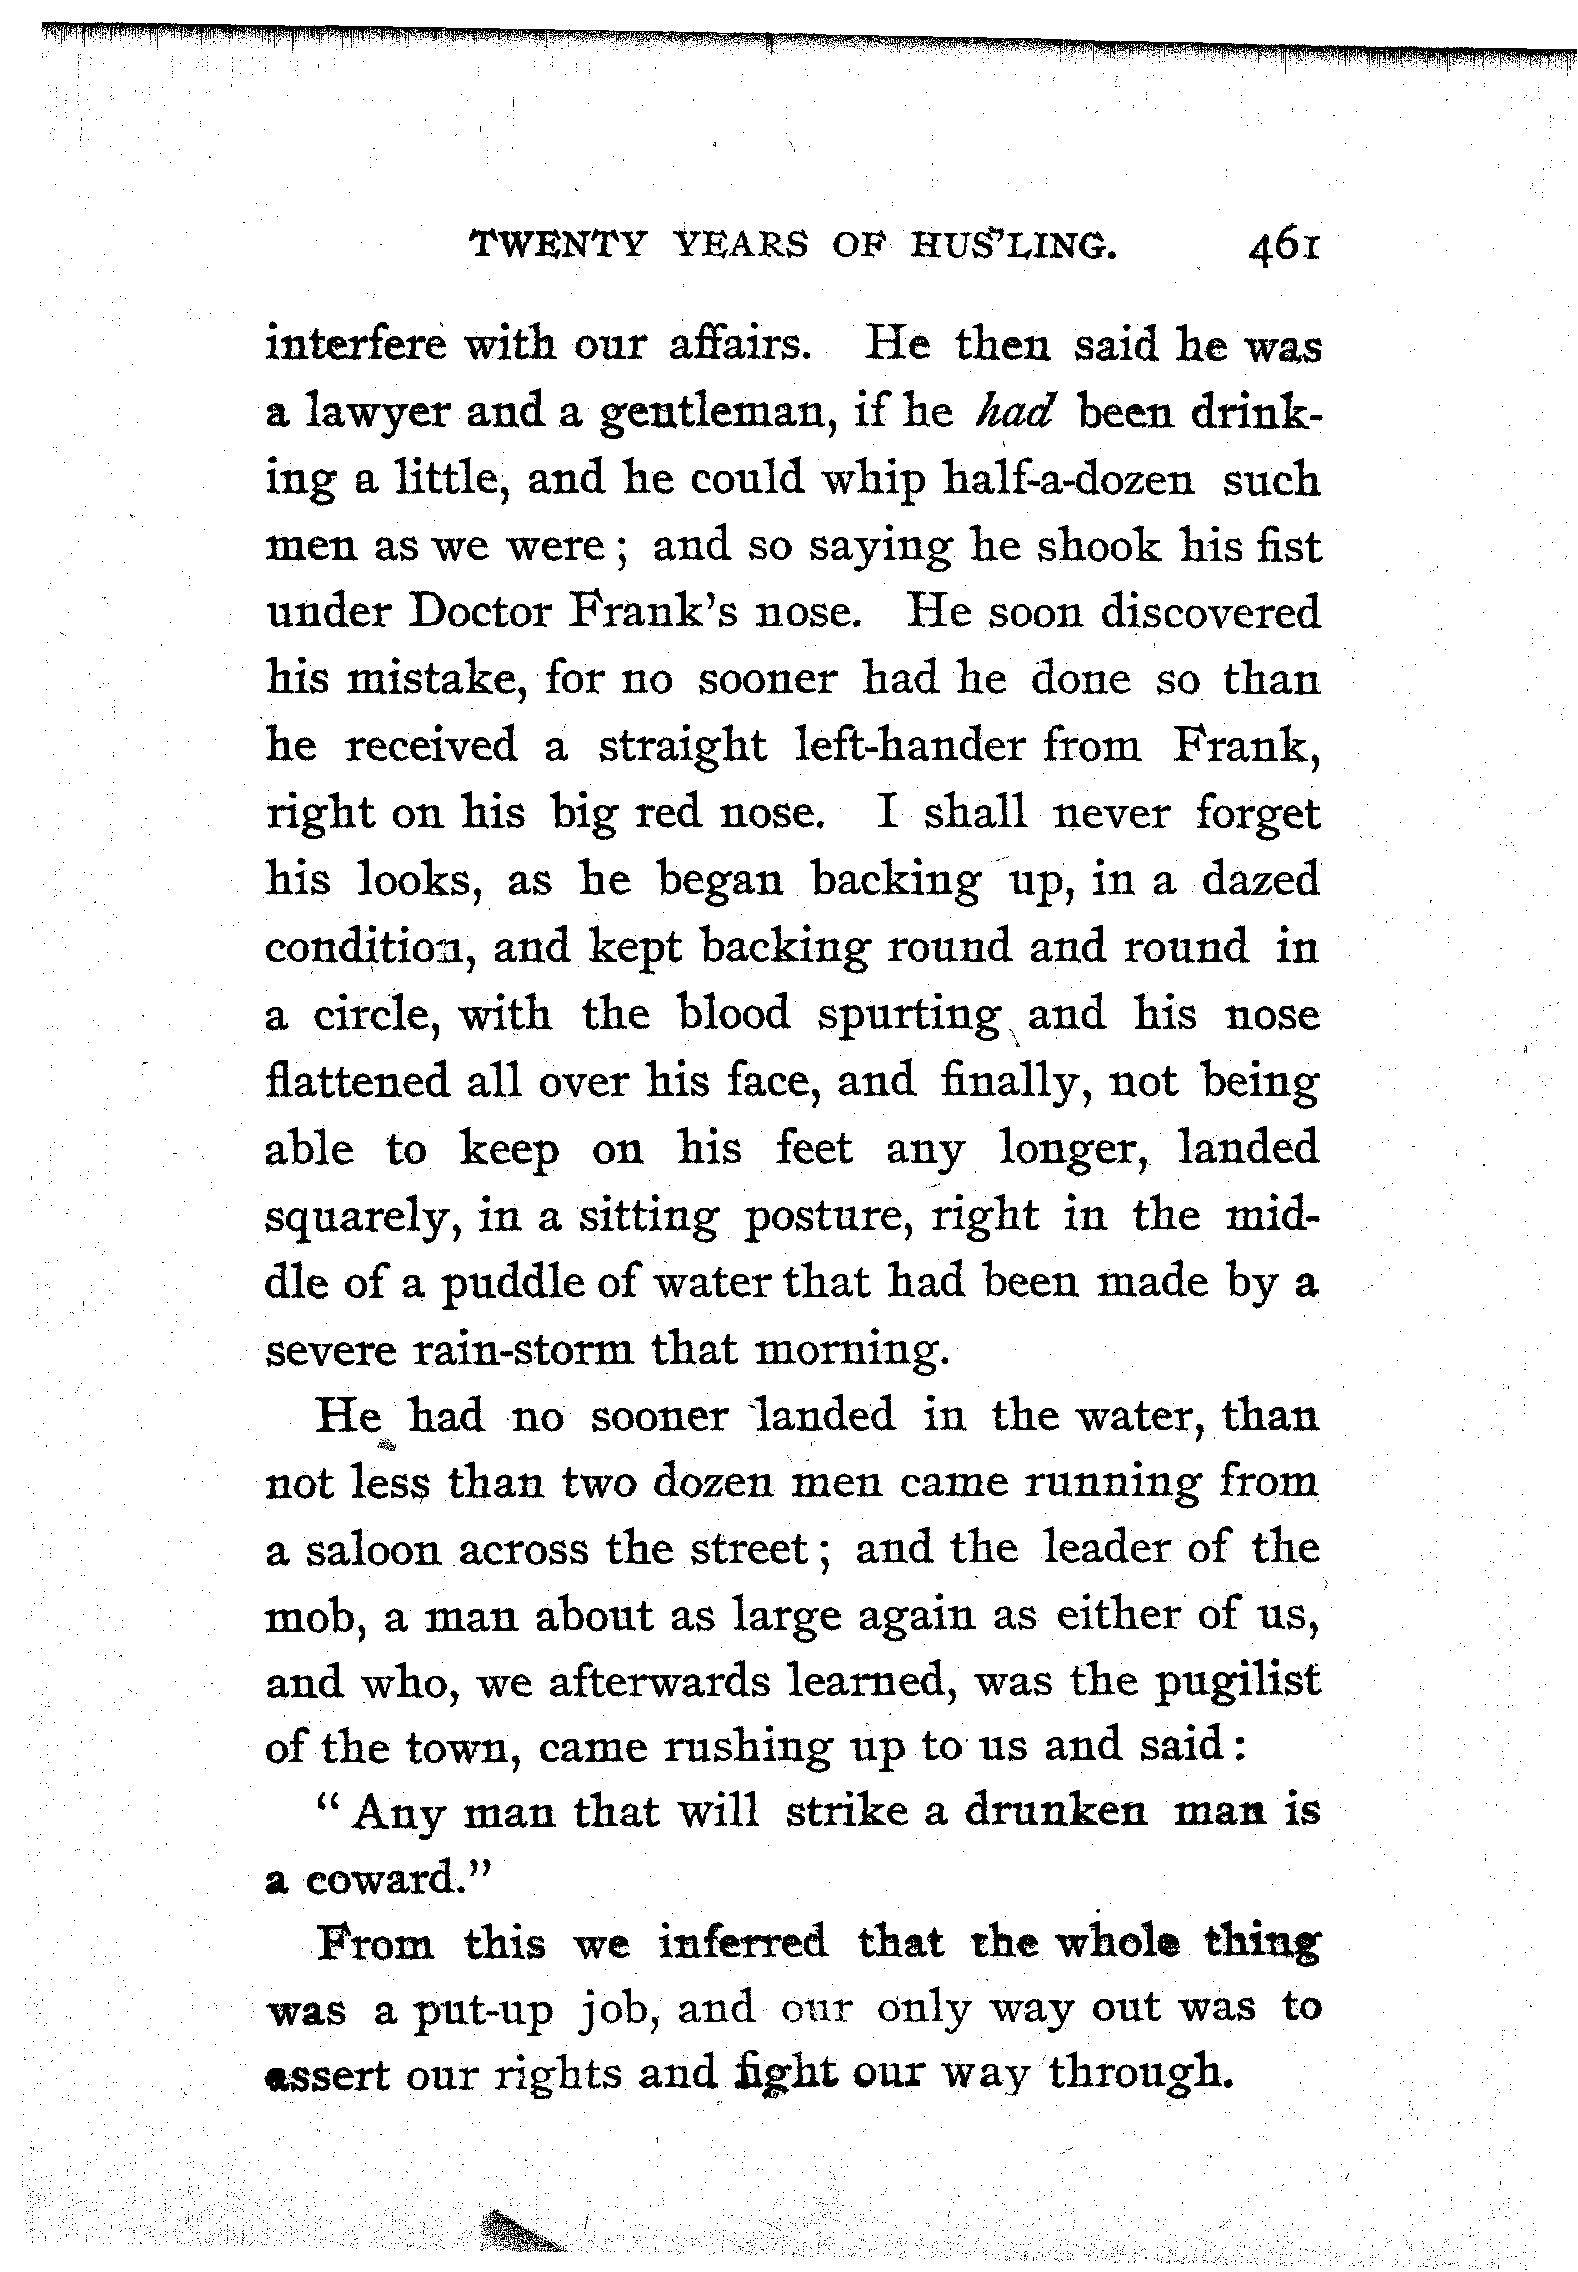 TWENTY YEARS OF HUS'LING. 461
interfere with our affairs. He then said he was
a lawyer and a gentleman, if he had been drink-
ing a little, and he could whip half-a-dozen such
men as we were; and so saying he shook his fist
under Doctor Frank's nose. He soon discovered
his mistake, for no sooner had he done so than
he received a straight left-hander from Frank,
right on his big red nose. I shall never forget
his looks, as he began backing up, in a dazed
condition, and kept backing round and round in
a circle, with the blood spurting and his nose
flattened all over his face, and finally, not being
able to keep on his feet any longer, landed
squarely, in a sitting posture, right in the mid-
dle of a puddle of water that had been made by a
severe rain-storm that morning.
He had no sooner landed in the water, than
not less than two dozen men came running from
a saloon across the street; and the leader of the
mob, a man about as large again as either of us,
and who, we afterwards learned, was the pugilist
of the town, came rushing up to us and said:
"Any man that will strike a drunken man is
a coward."
From this we inferred that the whole thing
was a put-up job, and our only way out was to
assert our rights and fight our way through.